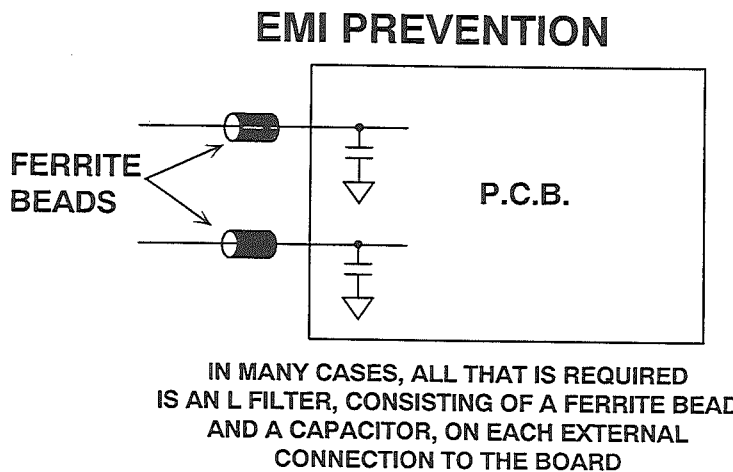 EMI PREVENTION
FERRITE
BEADS
P.C.B.
IN MANY CASES, ALL THAT IS REQUIRED
IS AN L FILTER, CONSISTING OF A FERRITE BEAD
AND A CAPACITOR, ON EACH EXTERNAL
CONNECTION TO THE BOARD